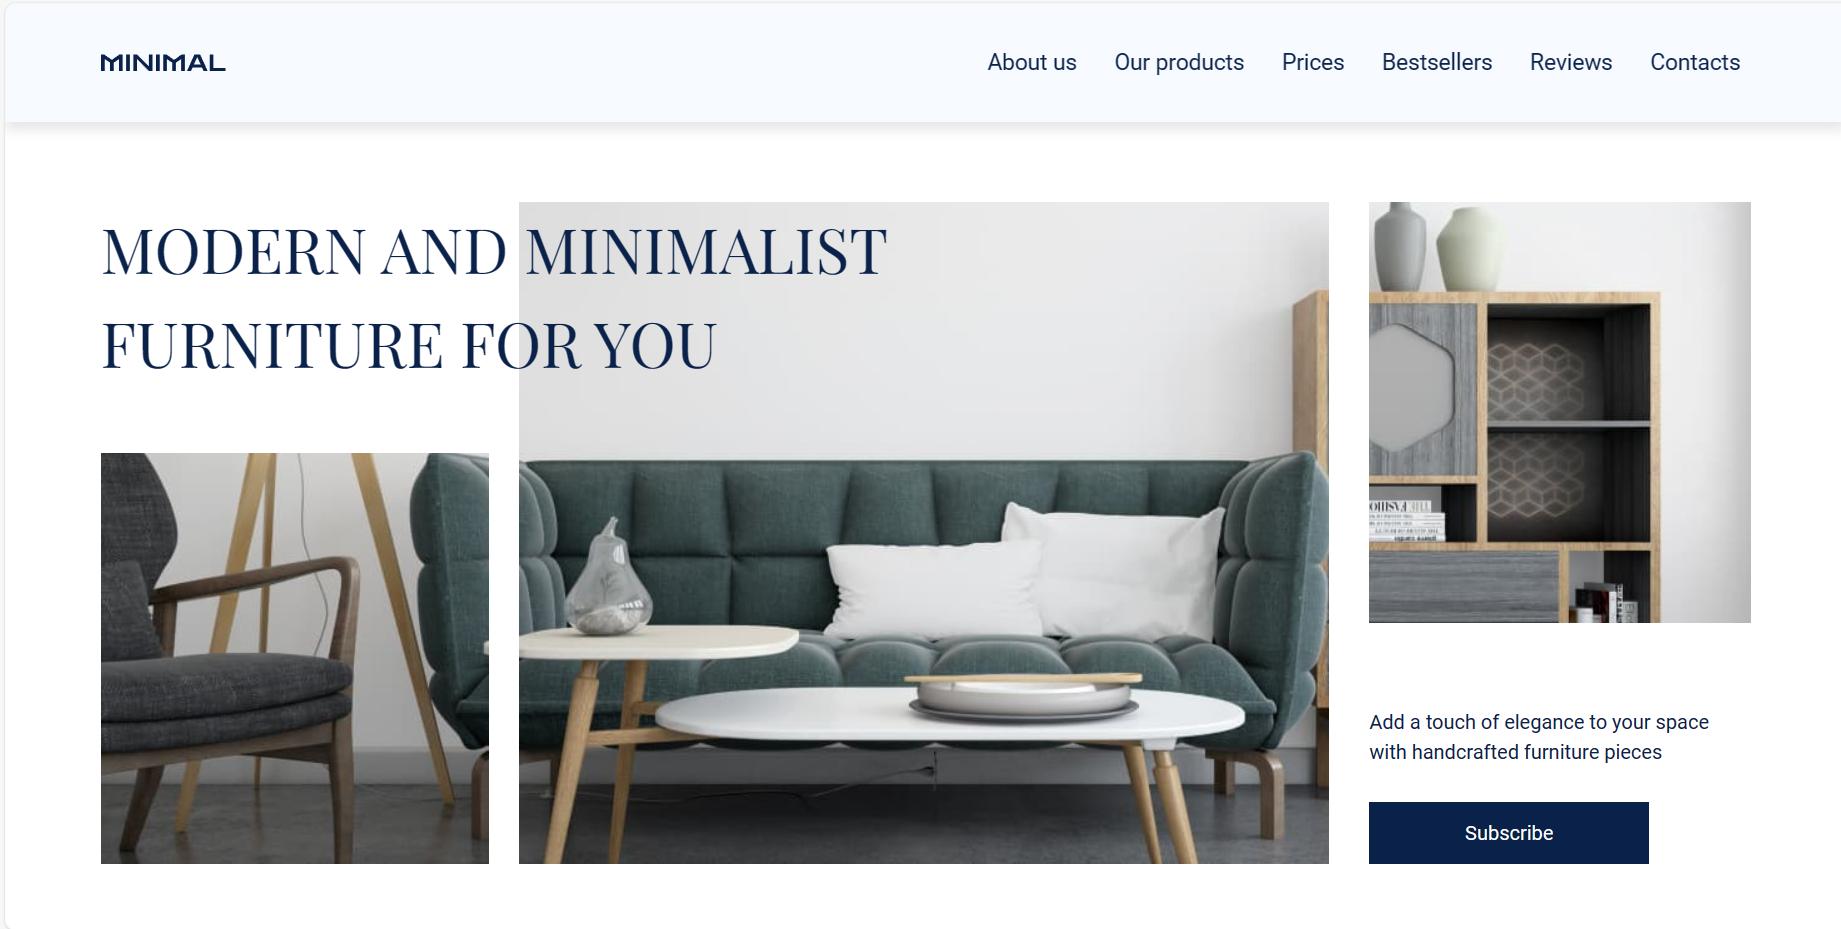 MINIMAL
About us Our products Prices Bestsellers Reviews Contacts
MODERN AND MINIMALIST
FURNITURE FOR YOU
Add a touch of elegance to your space
with handcrafted furniture pieces
Subscribe